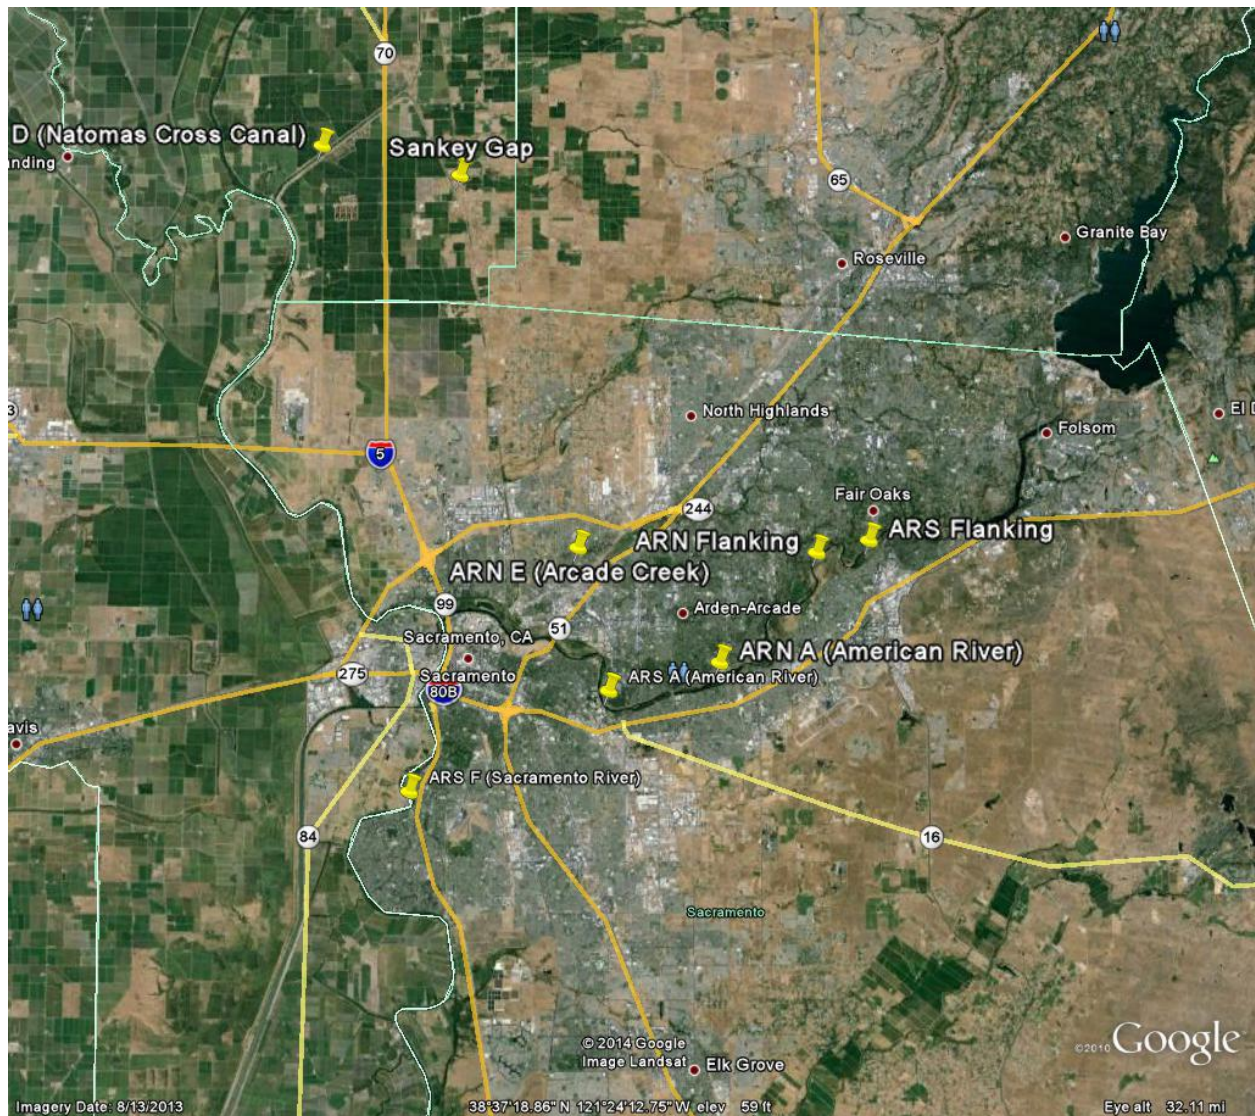 70
D (Natomas Cross Canal)
Sankey Gap
anding
65
Granite Bay
Roseville
North Highlands
El D
3
Folsom
5
Fair Oaks
244
ARS Flanking
ARN Flanking
ARN E (Arcade Creek)
99
Arden-Arcade
51
Sacramento, CA
ARN A (American River)
275
Sacramento
ARS A (American River)
80B
avis
ARS F (Sacramento River)
84
16
Sacramento
© 2014 Google
Image Landsat
Elk Grove
©2010 Google
Imagery Date: 8/13/2013
38°37'18.86" N 121°24'12.75" W elev 59 ft
Eye alt 32.11 mi